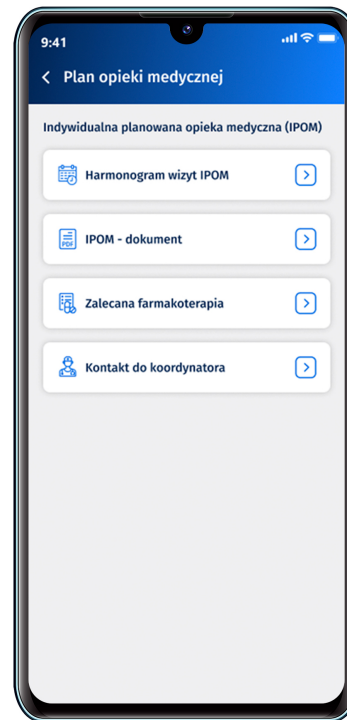 9:41
Plan opieki medycznej
Indywidualna planowana opieka medyczna (IPOM)
Harmonogram wizyt IPOM
PDF
IPOM - dokument
Zalecana farmakoterapia
Kontakt do koordynatora